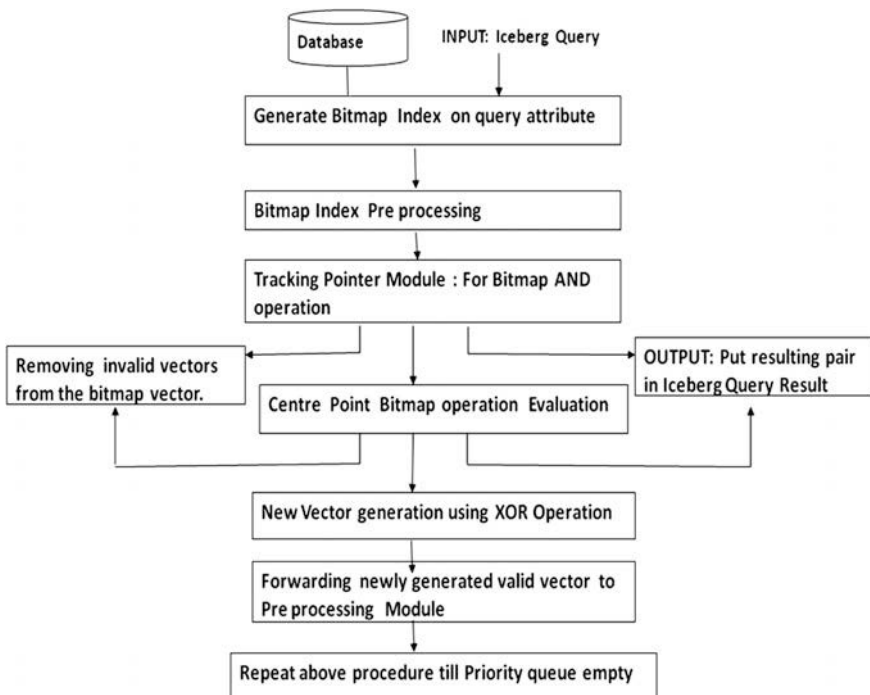 Database
INPUT: Iceberg Query
Generate Bitmap Index on query attribute
Bitmap Index Pre processing
Tracking Pointer Module : For Bitmap AND
operation
Removing invalid vectors
from the bitmap vector.
OUTPUT: Put resulting pair
in Iceberg Query Result
Centre Point Bitmap operation Evaluation
New Vector generation using XOR Operation
Forwarding newly generated valid vector to
Pre processing Module
Repeat above procedure till Priority queue empty